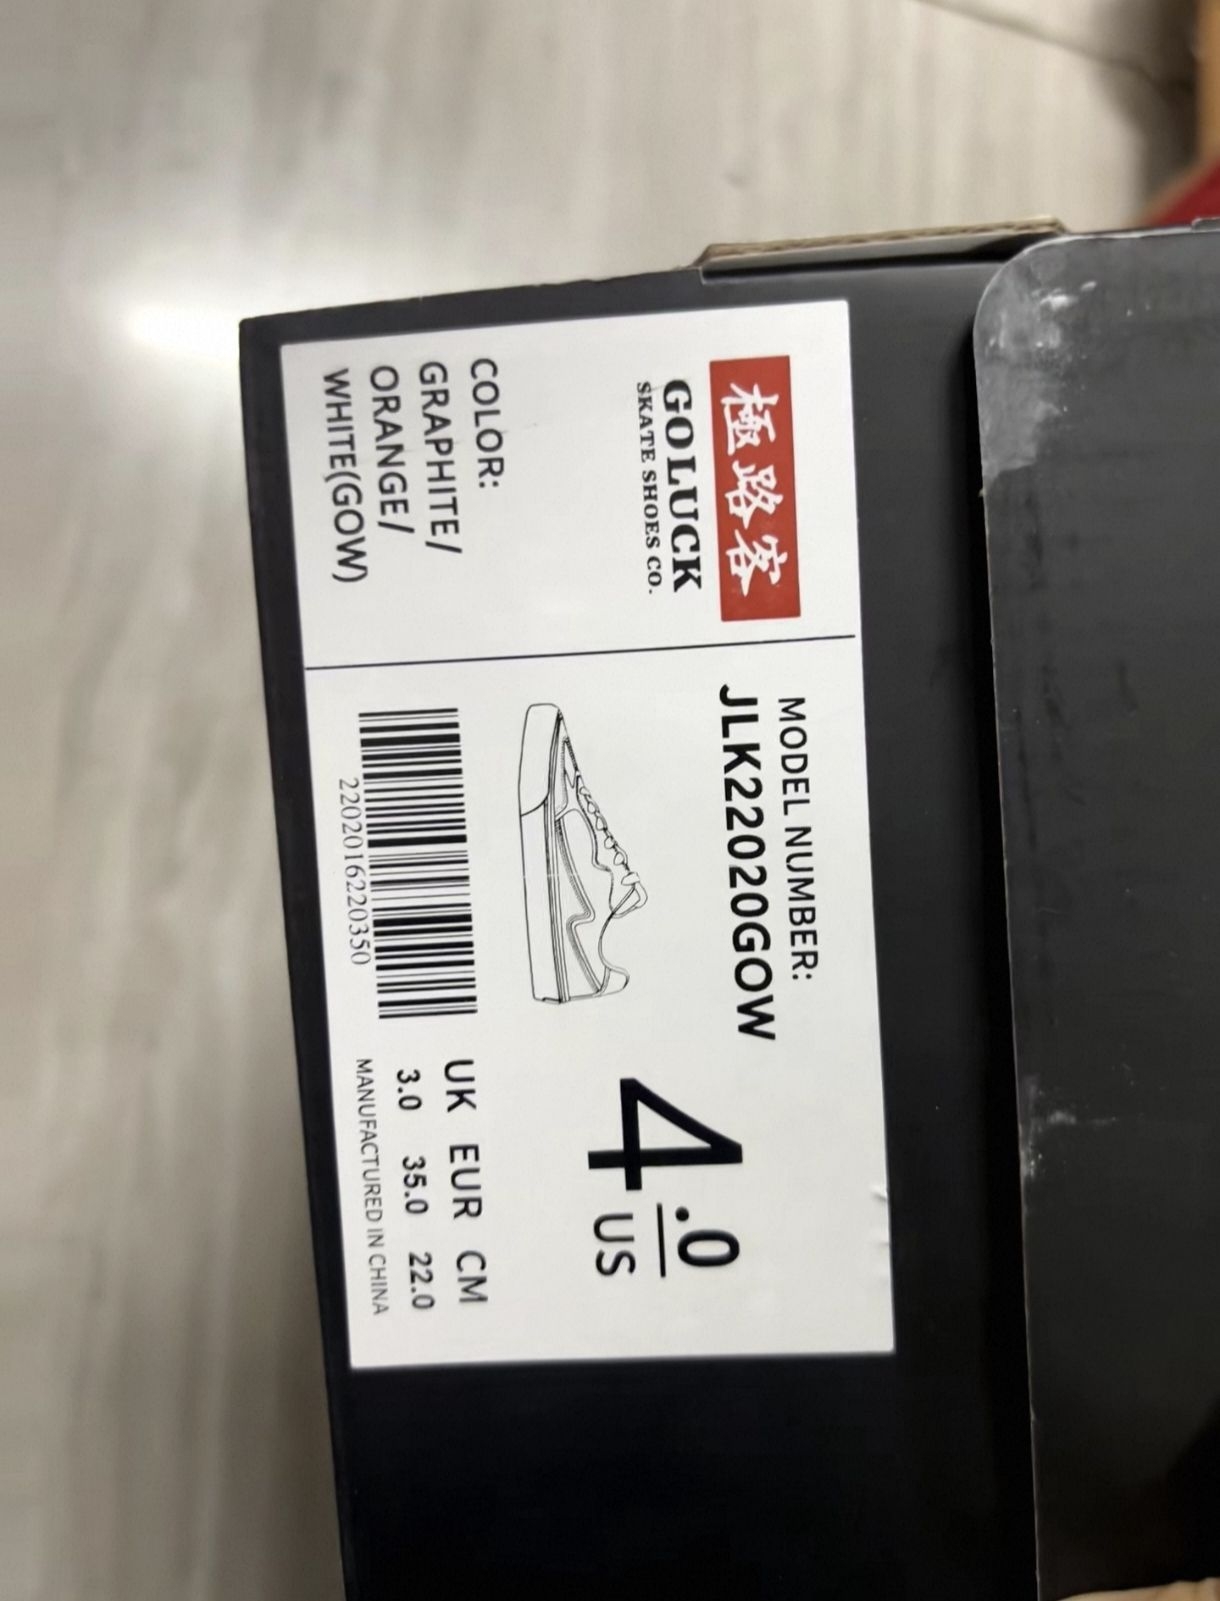 極路客
GOLUCK
SKATE SHOES CO.
COLOR:
GRAPHITE/
ORANGE/
WHITE(GOW)
MODEL NUMBER:
JLK22020GOW
4.0
US
2202016220350
UK EUR CM
3.0 35.0 22.0
MANUFACTURED IN CHINA